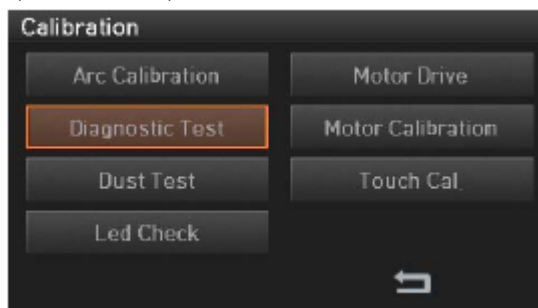 Calibration
Arc Calibration
Motor Drive
Diagnostic Test
Motor Calibration
Dust Test
Touch Cal.
Led Check